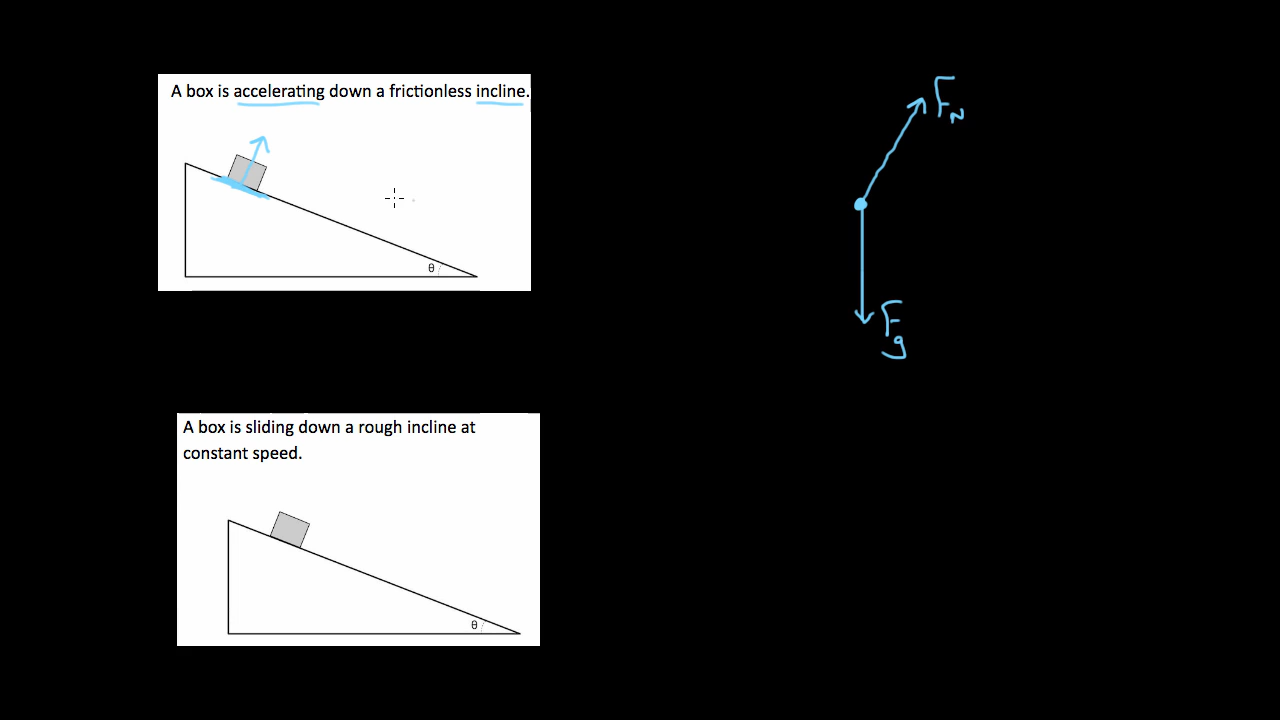 A box is accelerating down a frictionless incline.
θ
F_N
F_g
A box is sliding down a rough incline at
constant speed.
θ